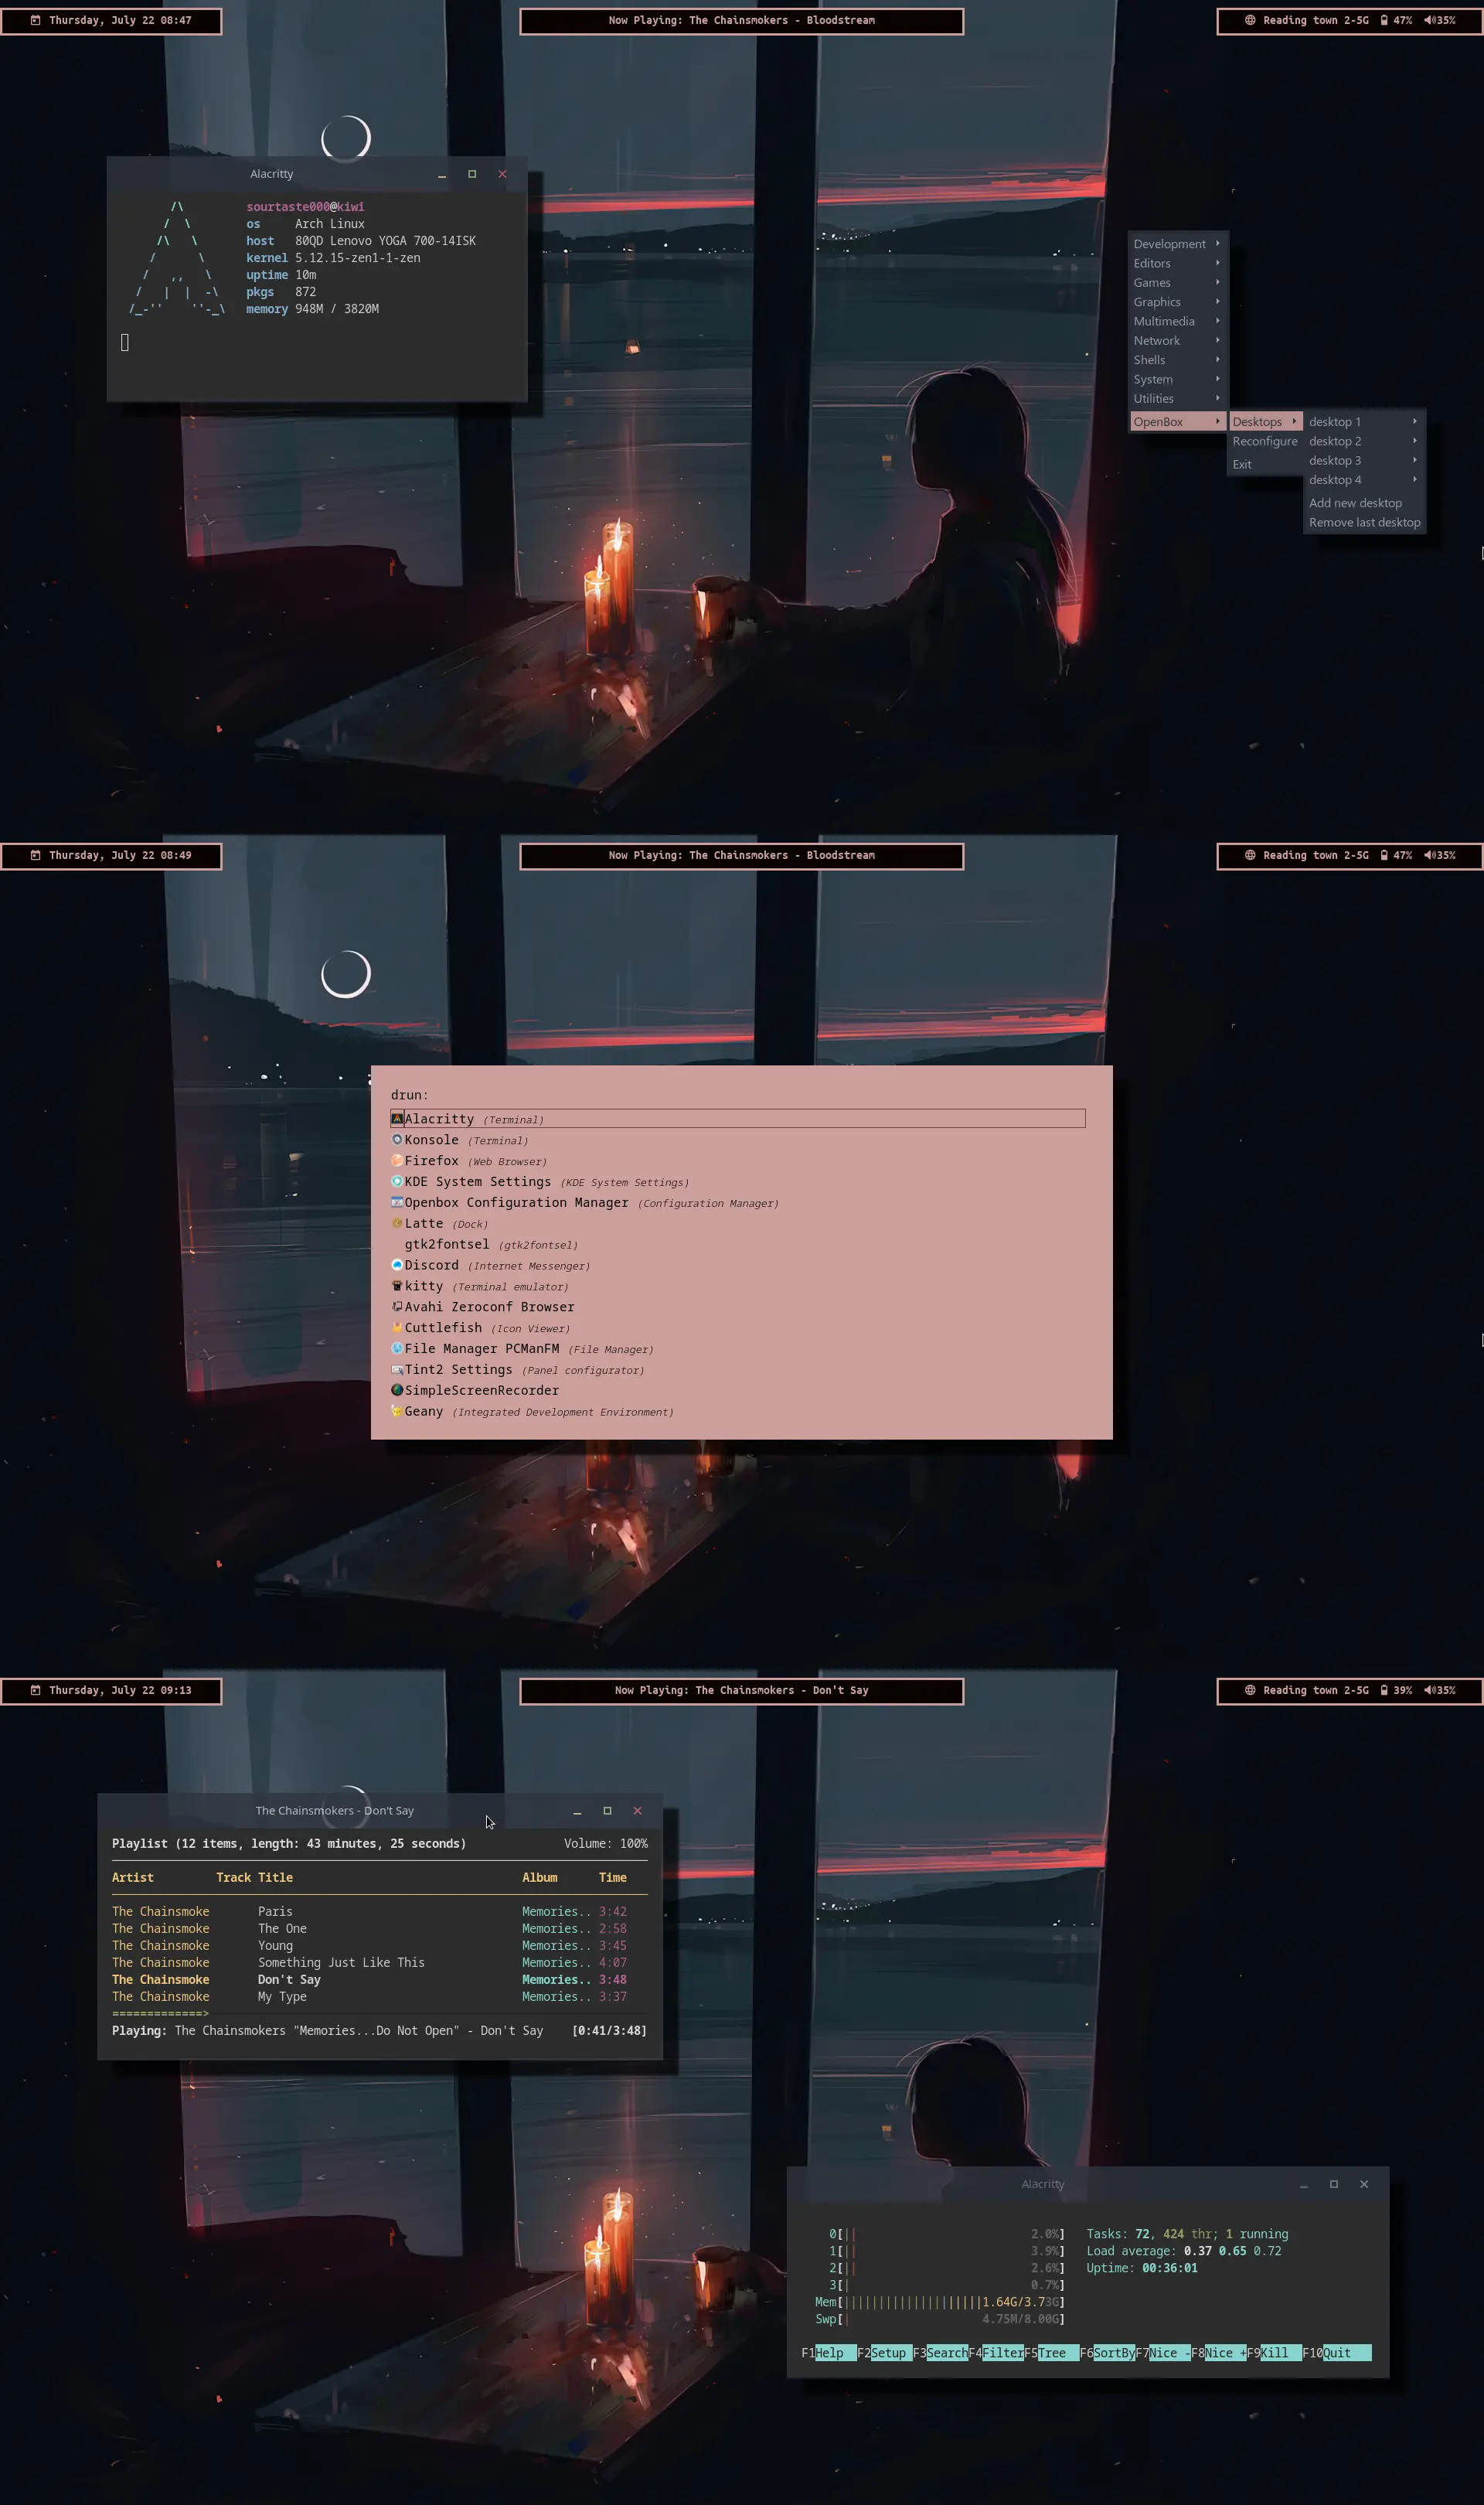 Thursday, July 22 08:47
Now Playing: The Chainsmokers - Bloodstream
Reading town 2-5G 47% 35%
Alacritty
/\
/  \
/\   \
/      \
/   ,,   \
/   |  |  -\
/_-''    ''-_\
sourtaste000@kiwi
os Arch Linux
host 80QD Lenovo YOGA 700-14ISK
kernel 5.12.15-zen1-1-zen
uptime 10m
pkgs 872
memory 948M / 3820M
Development
Editors
Games
Graphics
Multimedia
Network
Shells
System
Utilities
OpenBox
Desktops
Reconfigure
Exit
desktop 1
desktop 2
desktop 3
desktop 4
Add new desktop
Remove last desktop
Thursday, July 22 08:49
Now Playing: The Chainsmokers - Bloodstream
Reading town 2-5G 47% 35%
drun:
Alacritty (Terminal)
Konsole (Terminal)
Firefox (Web Browser)
KDE System Settings (KDE System Settings)
Openbox Configuration Manager (Configuration Manager)
Latte (Dock)
gtk2fontsel (gtk2fontsel)
Discord (Internet Messenger)
kitty (Terminal emulator)
Avahi Zeroconf Browser
Cuttlefish (Icon Viewer)
File Manager PCManFM (File Manager)
Tint2 Settings (Panel configurator)
SimpleScreenRecorder
Geany (Integrated Development Environment)
Thursday, July 22 09:13
Now Playing: The Chainsmokers - Don't Say
Reading town 2-5G 39% 35%
The Chainsmokers - Don't Say
Playlist (12 items, length: 43 minutes, 25 seconds) Volume: 100%
Artist Track Title Album Time
The Chainsmoke Paris Memories.. 3:42
The Chainsmoke The One Memories.. 2:58
The Chainsmoke Young Memories.. 3:45
The Chainsmoke Something Just Like This Memories.. 4:07
The Chainsmoke Don't Say Memories.. 3:48
The Chainsmoke My Type Memories.. 3:37
=============>
Playing: The Chainsmokers "Memories...Do Not Open" - Don't Say [0:41/3:48]
Alacritty
0[|| 2.0%] Tasks: 72, 424 thr; 1 running
1[|| 3.9%] Load average: 0.37 0.65 0.72
2[|| 2.6%] Uptime: 00:36:01
3[| 0.7%]
Mem[||||||||||||||||||||1.64G/3.73G]
Swp[| 4.75M/8.00G]
F1Help F2Setup F3SearchF4FilterF5Tree F6SortByF7Nice -F8Nice +F9Kill F10Quit